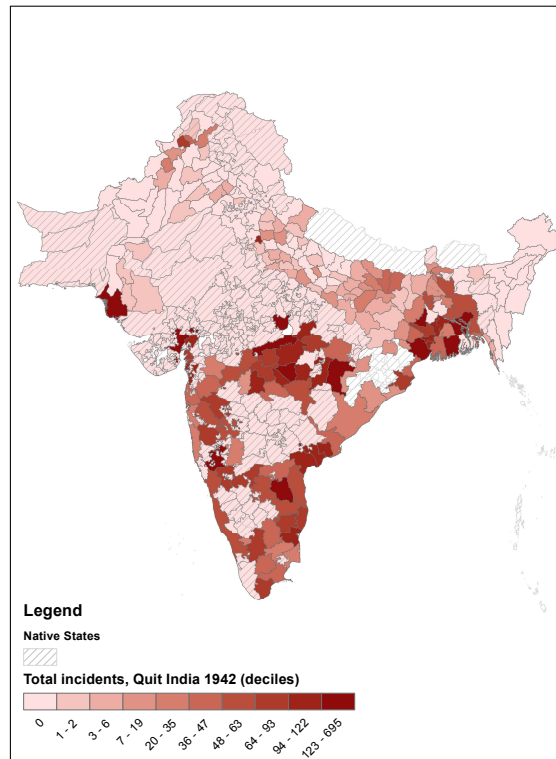 Legend
Native States
Total incidents, Quit India 1942 (deciles)
0
1 - 2
3 - 6
7 - 19
20 - 35
36 - 47
48 - 63
64 - 93
94 - 122
123 - 695